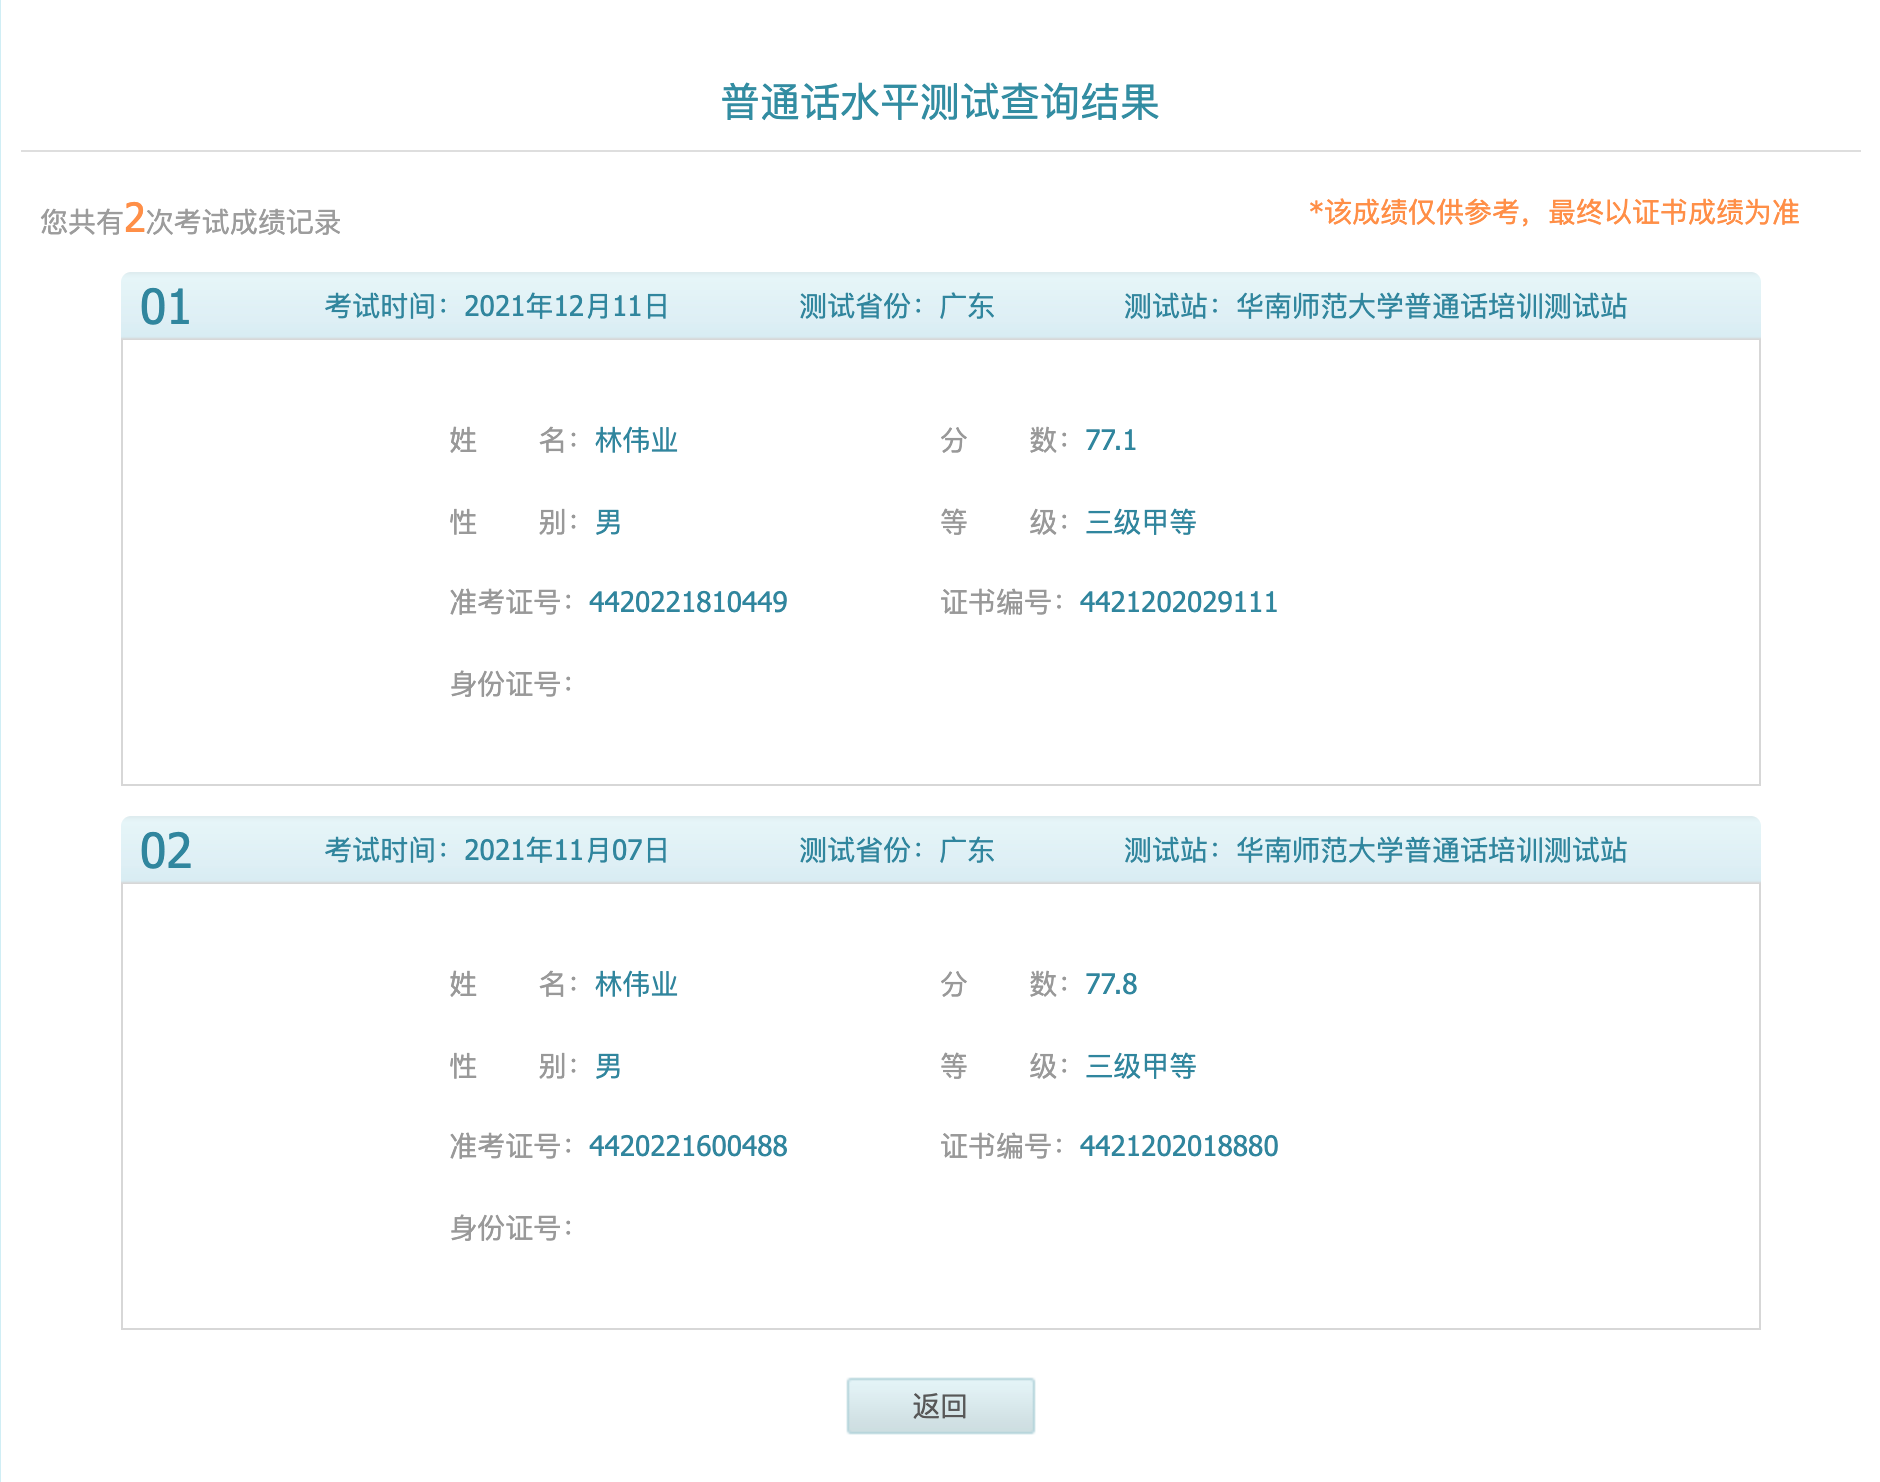 普通话水平测试查询结果
您共有2次考试成绩记录
*该成绩仅供参考，最终以证书成绩为准
01 考试时间：2021年12月11日 测试省份：广东 测试站：华南师范大学普通话培训测试站
姓 名：林伟业 分 数：77.1
性 别：男 等 级：三级甲等
准考证号：4420221810449 证书编号：4421202029111
身份证号：
02 考试时间：2021年11月07日 测试省份：广东 测试站：华南师范大学普通话培训测试站
姓 名：林伟业 分 数：77.8
性 别：男 等 级：三级甲等
准考证号：4420221600488 证书编号：4421202018880
身份证号：
返回